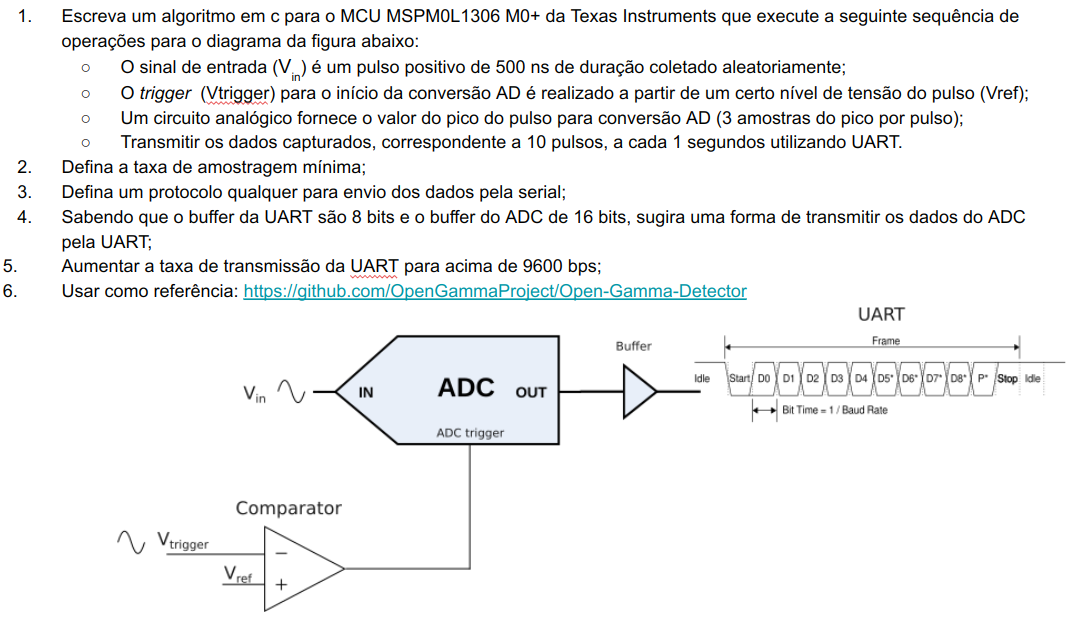 1. Escreva um algoritmo em c para o MCU MSPM0L1306 M0+ da Texas Instruments que execute a seguinte sequência de
operações para o diagrama da figura abaixo:
○ O sinal de entrada (Vin) é um pulso positivo de 500 ns de duração coletado aleatoriamente;
○ O trigger (Vtrigger) para o início da conversão AD é realizado a partir de um certo nível de tensão do pulso (Vref);
○ Um circuito analógico fornece o valor do pico do pulso para conversão AD (3 amostras do pico por pulso);
○ Transmitir os dados capturados, correspondente a 10 pulsos, a cada 1 segundos utilizando UART.
2. Defina a taxa de amostragem mínima;
3. Defina um protocolo qualquer para envio dos dados pela serial;
4. Sabendo que o buffer da UART são 8 bits e o buffer do ADC de 16 bits, sugira uma forma de transmitir os dados do ADC
pela UART;
5. Aumentar a taxa de transmissão da UART para acima de 9600 bps;
6. Usar como referência: https://github.com/OpenGammaProject/Open-Gamma-Detector
UART
Frame
Buffer
Idle Start D0 D1 D2 D3 D4 D5* D6* D7* D8* P* Stop Idle
Bit Time = 1 / Baud Rate
Vin
IN
ADC
OUT
ADC trigger
Comparator
Vtrigger
−
Vref
+